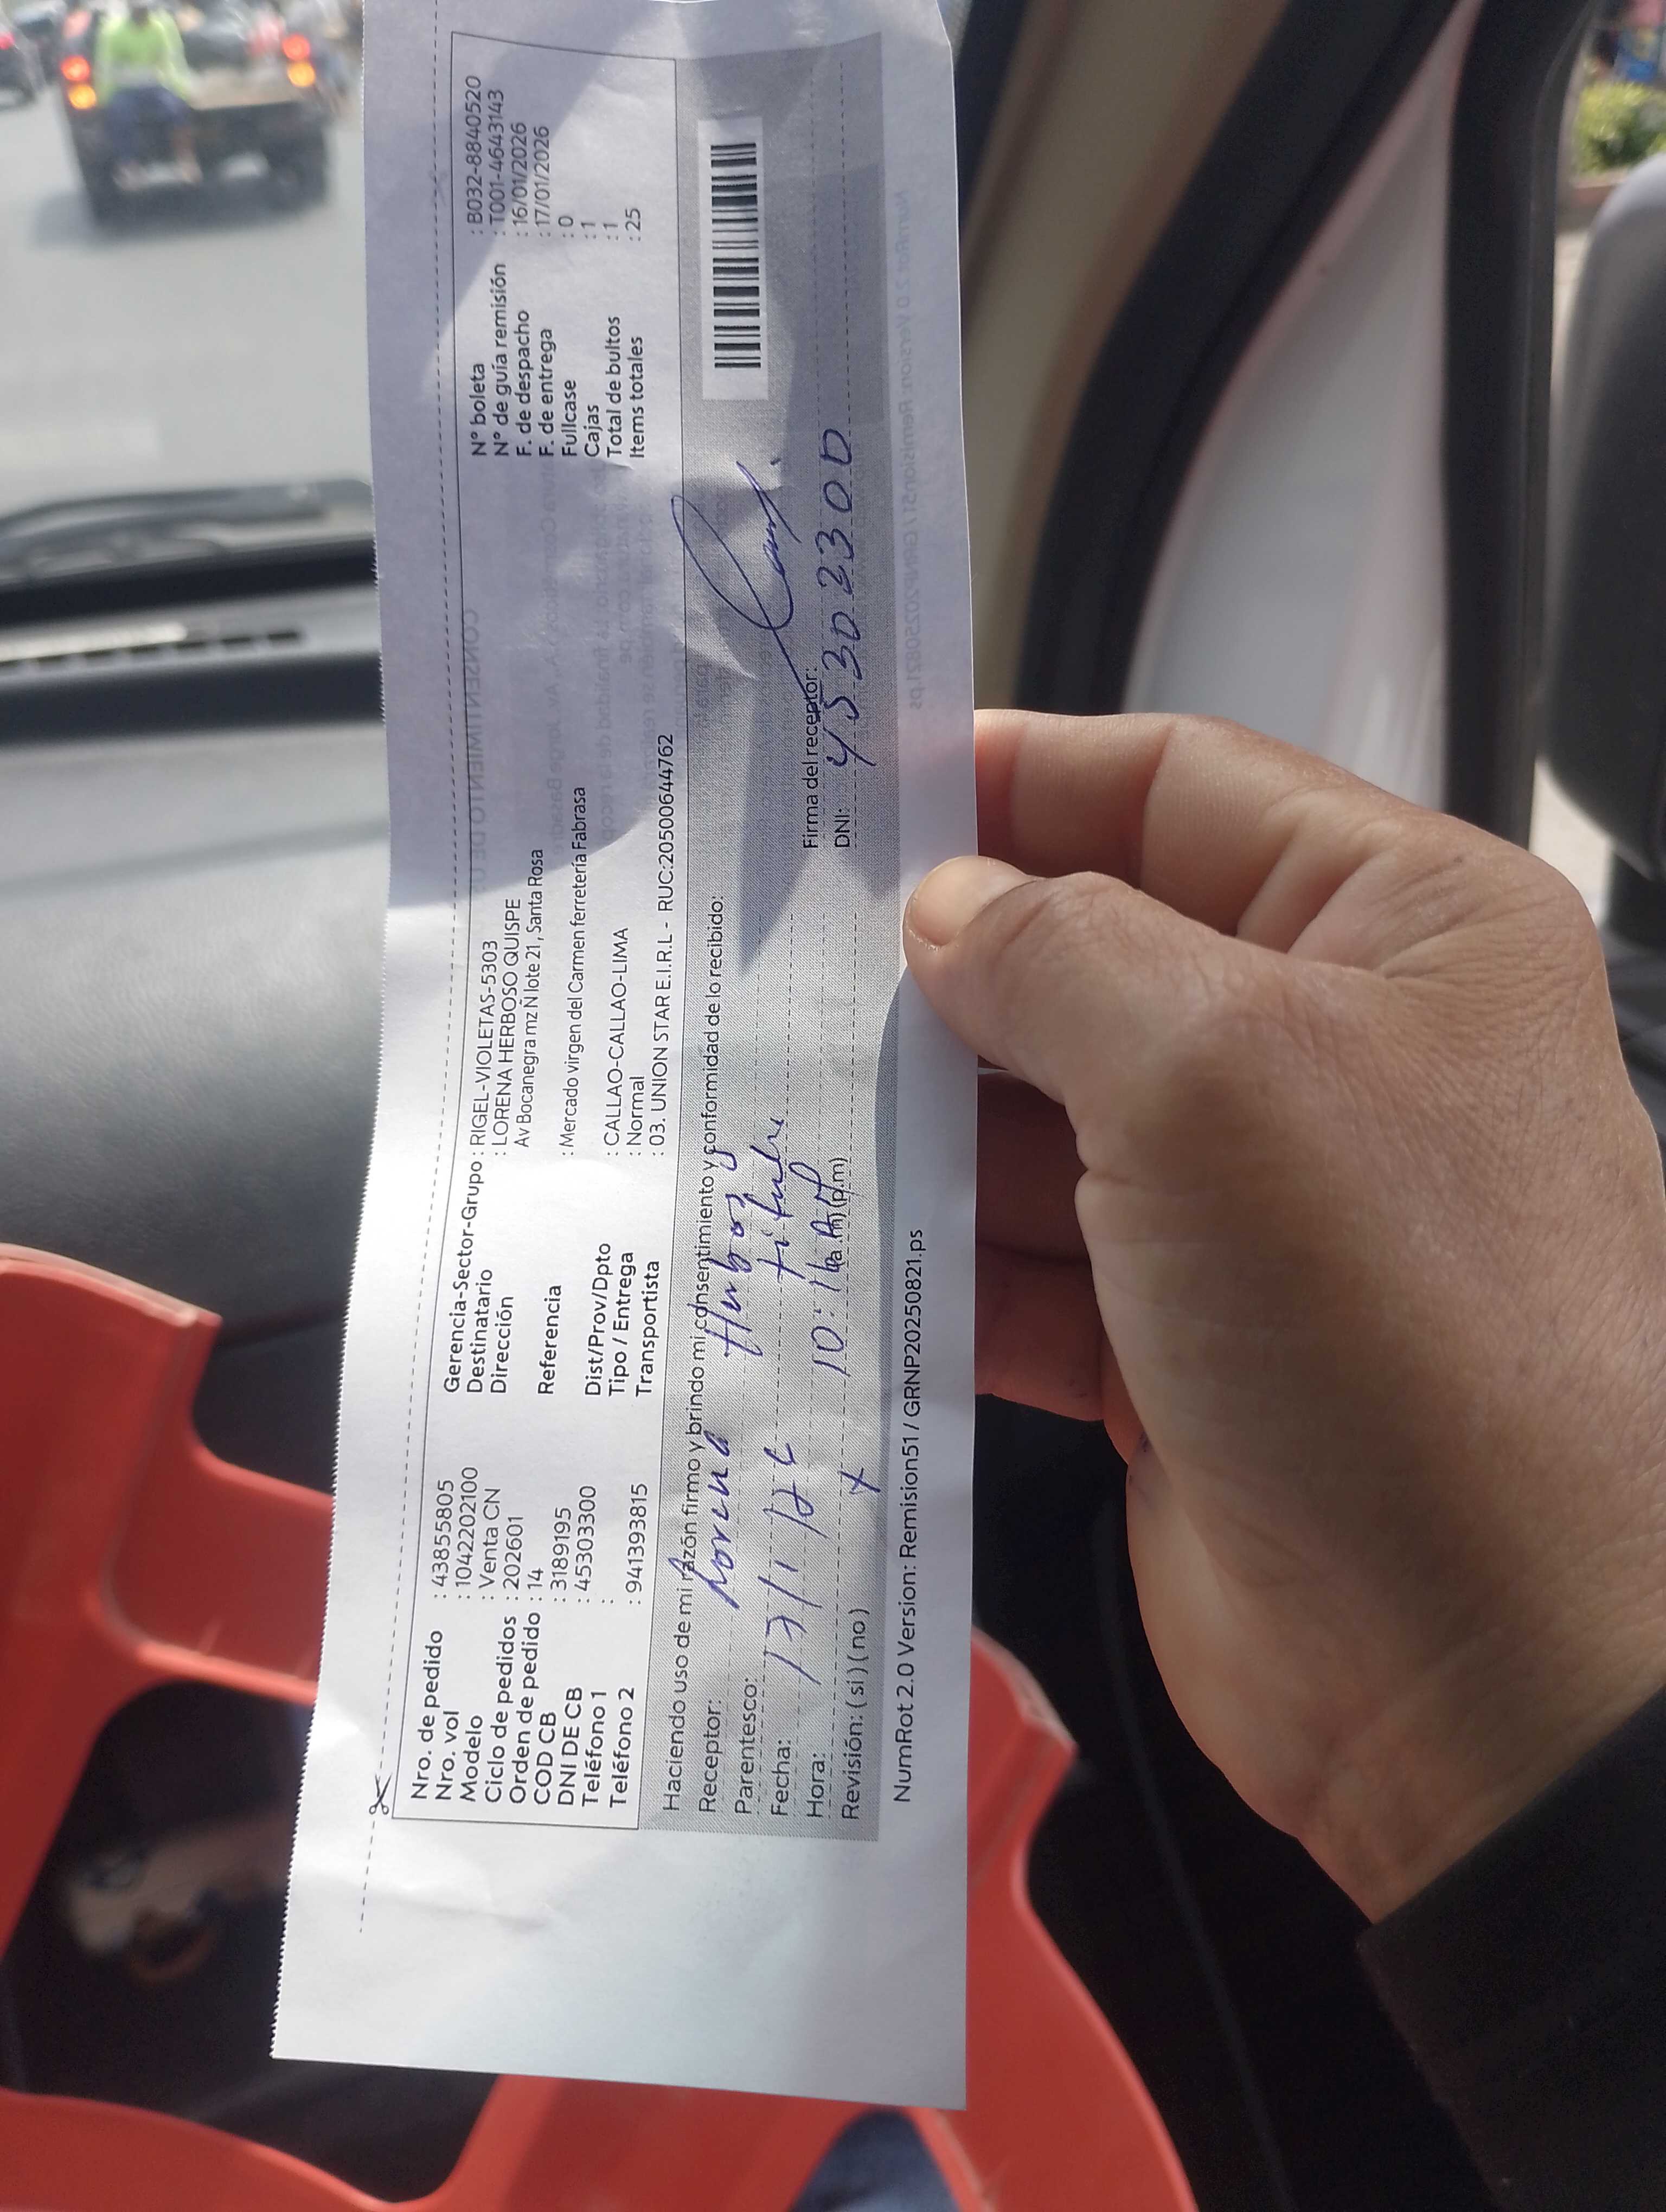 Nro. de pedido : 43855805
Nro. vol : 10422202100
Modelo : Venta CN
Ciclo de pedidos : 202601
Orden de pedido : 14
COD CB : 3189195
DNI DE CB : 45303300
Teléfono 1 :
Teléfono 2 : 941393815
Gerencia-Sector-Grupo : RIGEL-VIOLETAS-5303
Destinatario : LORENA HERBOSO QUISPE
Dirección Av Bocanegra mz Ñ lote 21 , Santa Rosa
Referencia : Mercado virgen del Carmen ferretería Fabrasa
Dist/Prov/Dpto : CALLAO-CALLAO-LIMA
Tipo / Entrega : Normal
Transportista : 03. UNION STAR E.I.R.L - RUC:20500644762
N° boleta : B032-8840520
N° de guía remisión : T001-4643143
F. de despacho : 16/01/2026
F. de entrega : 17/01/2026
Fullcase : 0
Cajas : 1
Total de bultos : 1
Items totales : 25
Haciendo uso de mi razón firmo y brindo mi consentimiento y conformidad de lo recibido:
Receptor: Lorena Herboso
Parentesco: titular
Fecha: 17/1/26
Hora: 10:16 (a.m) (p.m)
Revisión: ( si ) ( no ) X
Firma del receptor:
DNI: 45303300
NumRot 2.0 Version: Remision51 / GRNP20250821.ps